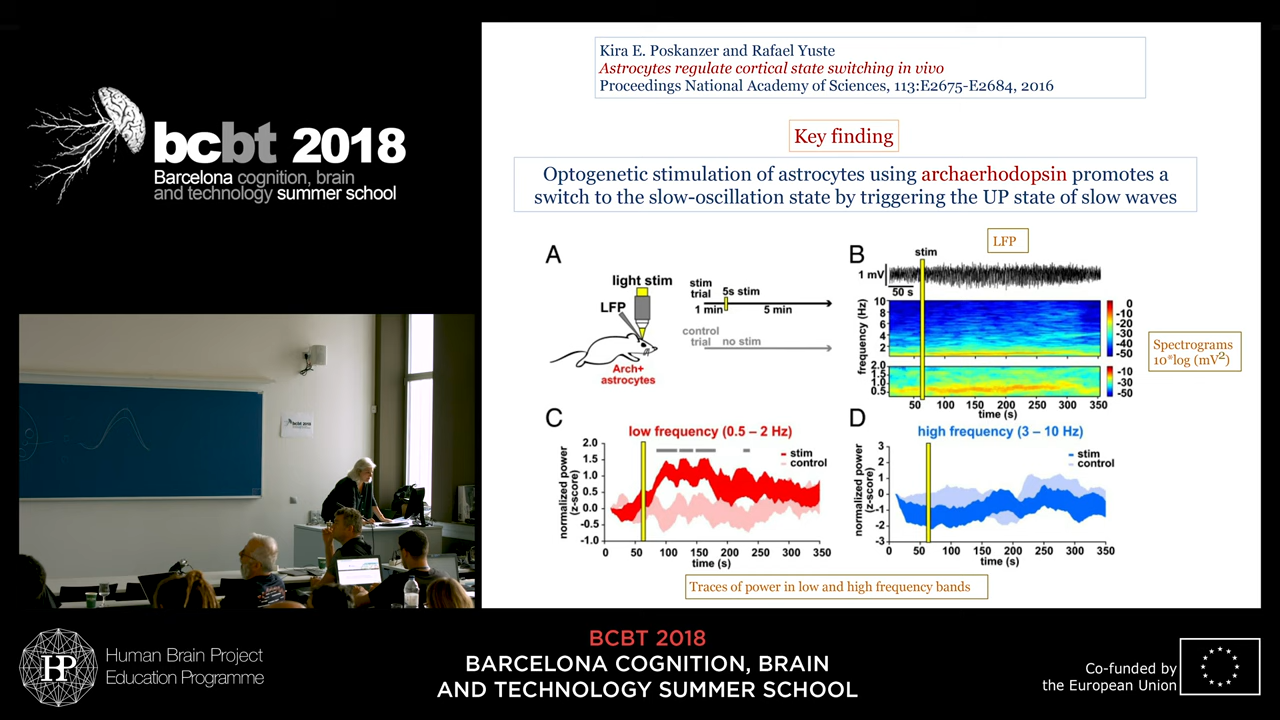 bcbt 2018
Barcelona cognition, brain
and technology summer school
Kira E. Poskanzer and Rafael Yuste
Astrocytes regulate cortical state switching in vivo
Proceedings National Academy of Sciences, 113:E2675-E2684, 2016
Key finding
Optogenetic stimulation of astrocytes using archaerhodopsin promotes a
switch to the slow-oscillation state by triggering the UP state of slow waves
A
light stim
LFP
Arch+
astrocytes
stim
trial
5s stim
1 min
5 min
control
trial
no stim
B
stim
LFP
1 mV
50 s
frequency (Hz)
10
8
6
4
2
0
-10
-20
-30
-40
-50
2.0
1.5
1.0
0.5
-10
-30
-50
50 100 150 200 250 300 350
time (s)
Spectrograms
10*log (mV²)
C
low frequency (0.5 – 2 Hz)
normalized power
(z-score)
2.0
1.5
1.0
0.5
0.0
-0.5
-1.0
stim
control
0 50 100 150 200 250 300 350
time (s)
D
high frequency (3 – 10 Hz)
normalized power
(z-score)
3
2
1
0
-1
-2
-3
stim
control
0 50 100 150 200 250 300 350
time (s)
Traces of power in low and high frequency bands
bcbt 2018
HP
Human Brain Project
Education Programme
BCBT 2018
BARCELONA COGNITION, BRAIN
AND TECHNOLOGY SUMMER SCHOOL
Co-funded by
the European Union